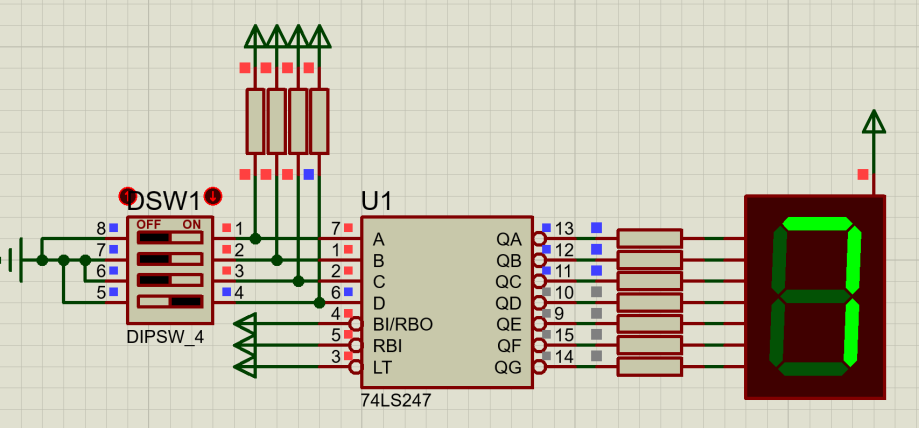 DSW1
OFF ON
8 1
7 2
6 3
5 4
DIPSW_4
U1
7 A QA 13
1 B QB 12
2 C QC 11
6 D QD 10
4 BI/RBO QE 9
5 RBI QF 15
3 LT QG 14
74LS247